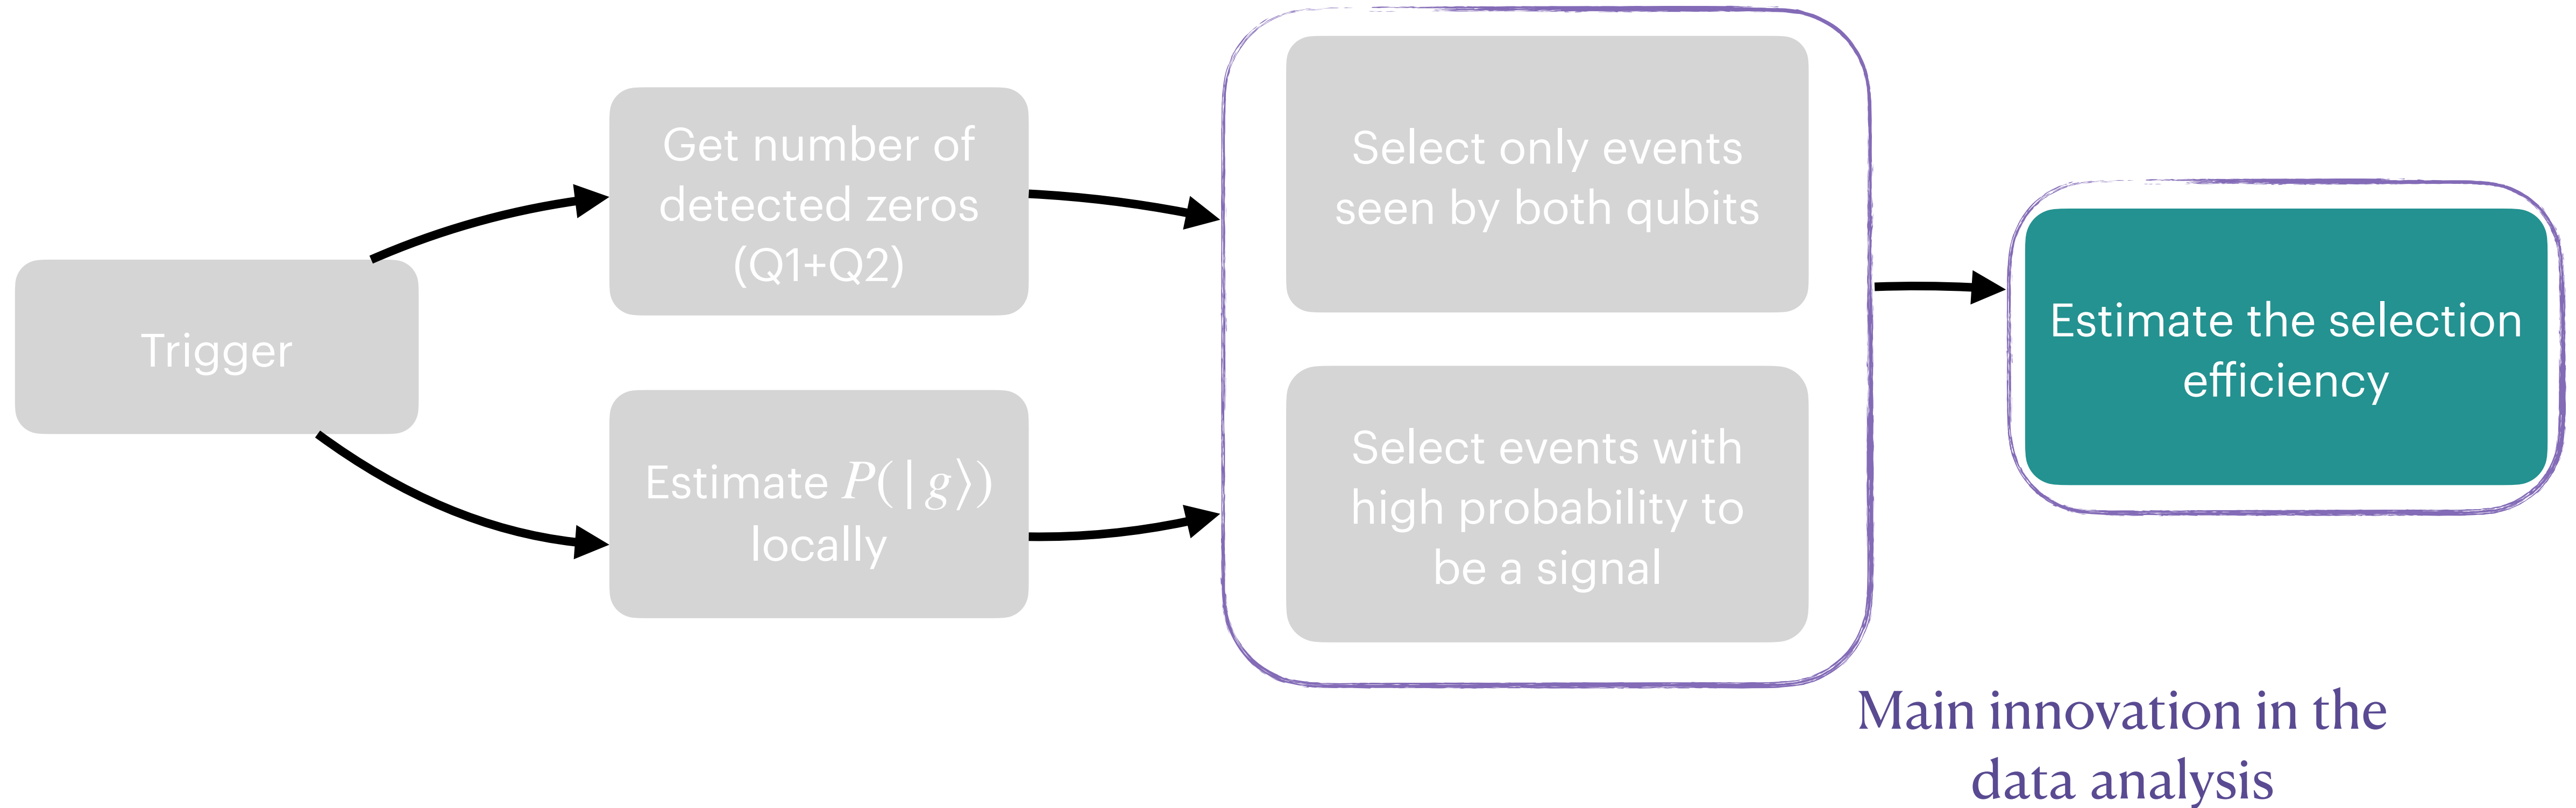 Trigger
Get number of
detected zeros
(Q1+Q2)
Estimate P(|g⟩)
locally
Select only events
seen by both qubits
Select events with
high probability to
be a signal
Estimate the selection
efficiency
Main innovation in the
data analysis